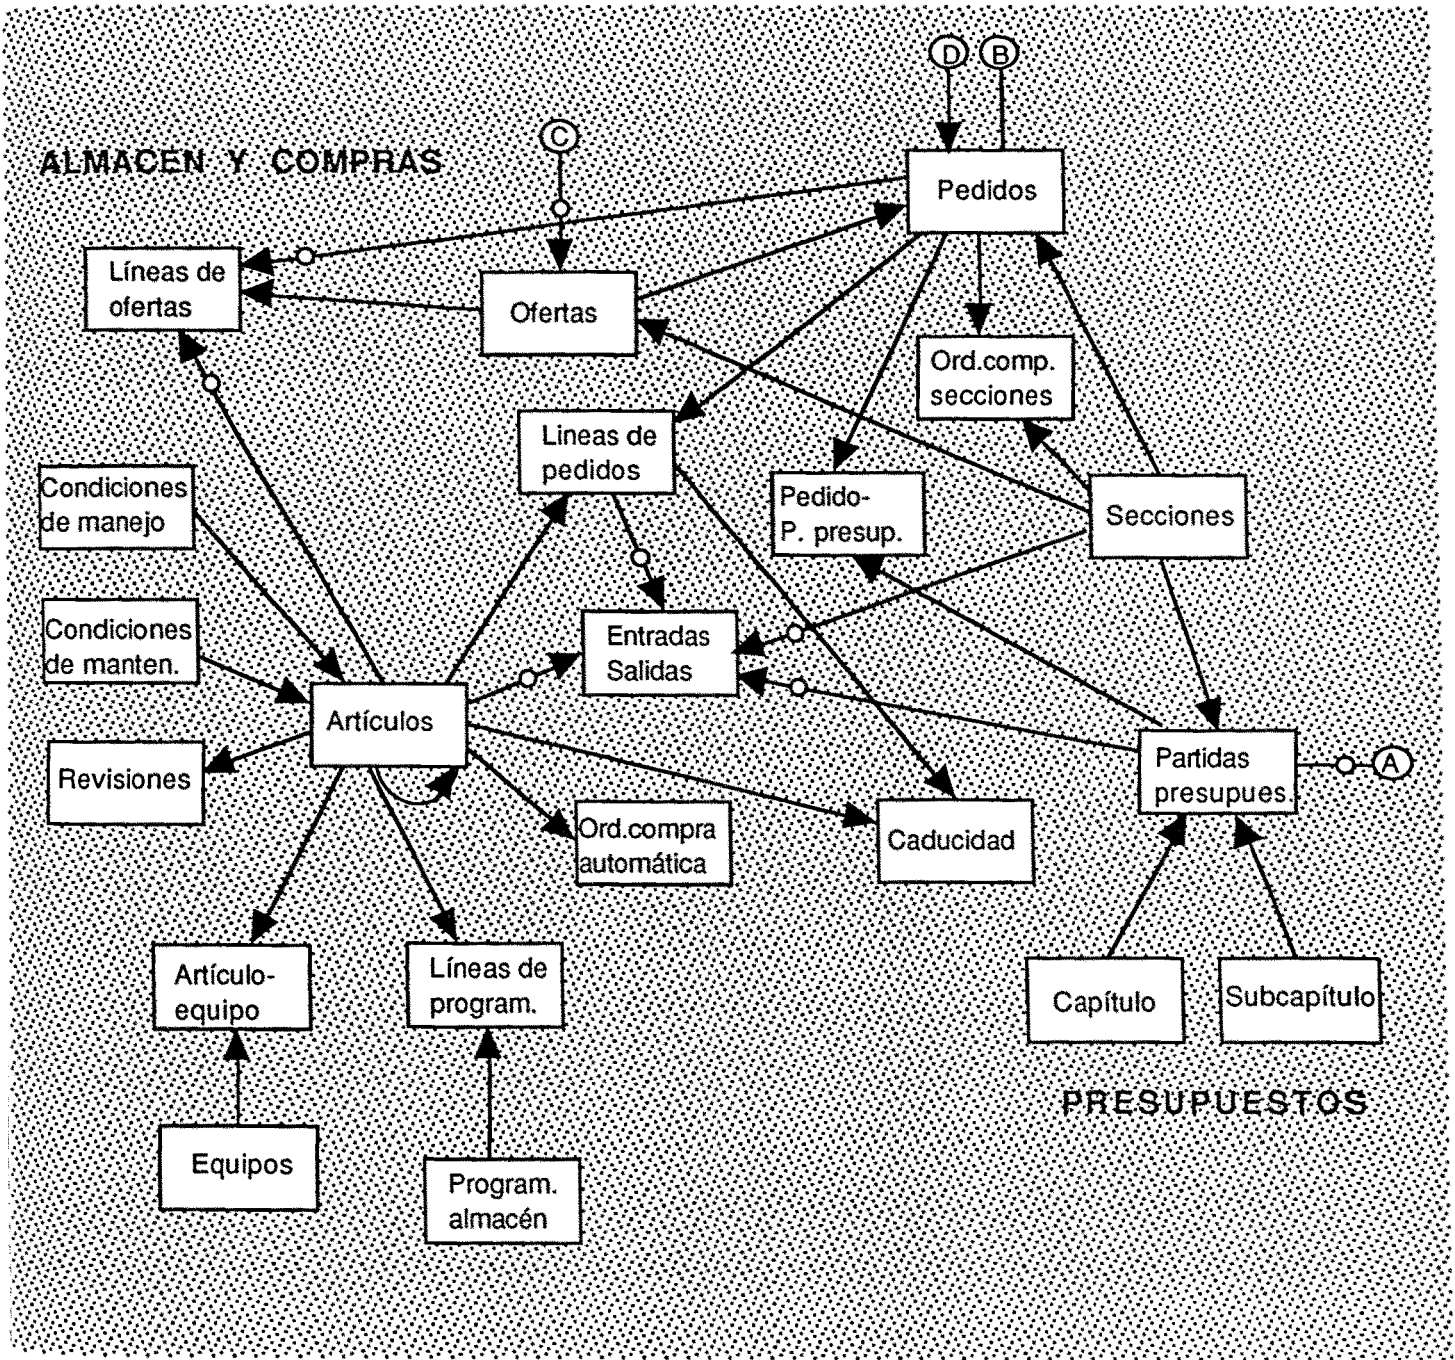 D B
C
ALMACEN Y COMPRAS
Pedidos
Líneas de
ofertas
Ofertas
Ord.comp.
secciones
Lineas de
pedidos
Condiciones
de manejo
Pedido-
P. presup.
Secciones
Condiciones
de manten.
Entradas
Salidas
Artículos
Revisiones
Partidas
presupues.
A
Ord.compra
automática
Caducidad
Artículo-
equipo
Líneas de
program.
Capítulo
Subcapítulo
PRESUPUESTOS
Equipos
Program.
almacén